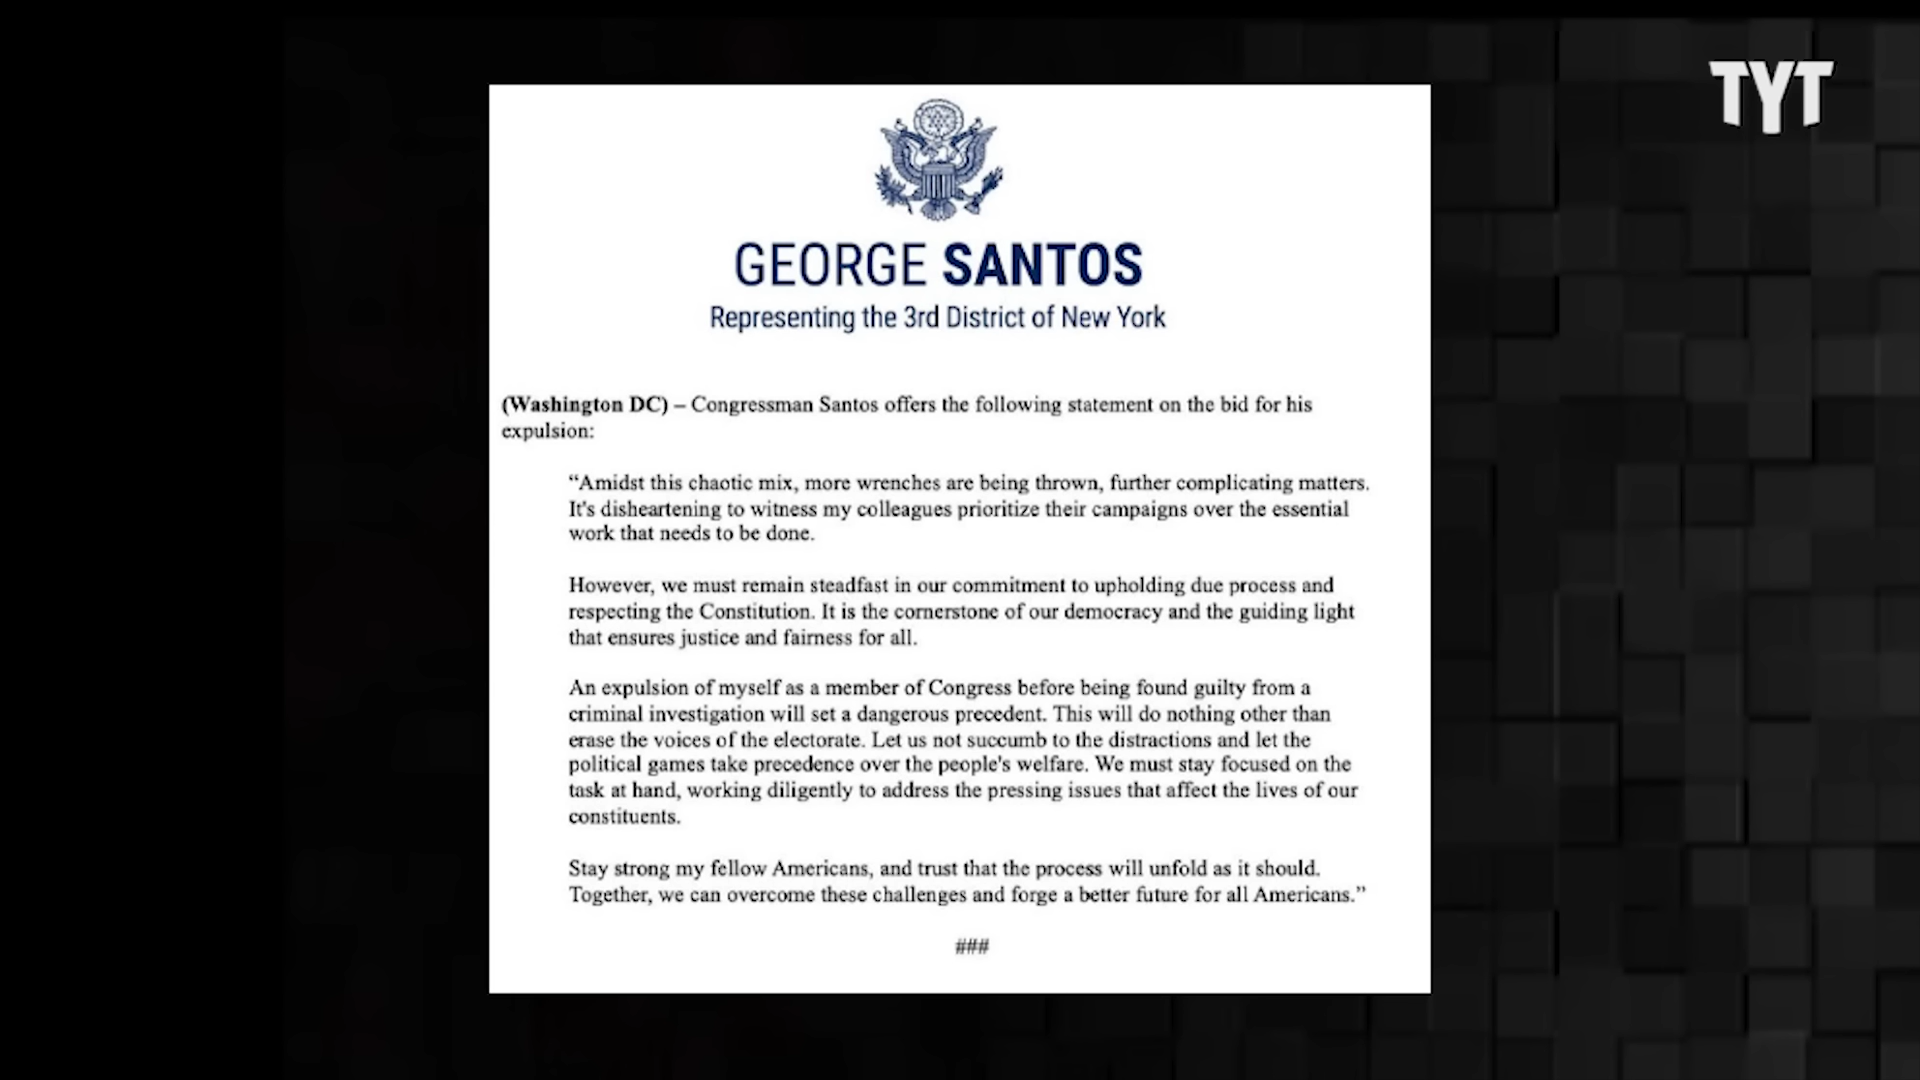 TYT
GEORGE SANTOS
Representing the 3rd District of New York
(Washington DC) – Congressman Santos offers the following statement on the bid for his
expulsion:
“Amidst this chaotic mix, more wrenches are being thrown, further complicating matters.
It's disheartening to witness my colleagues prioritize their campaigns over the essential
work that needs to be done.
However, we must remain steadfast in our commitment to upholding due process and
respecting the Constitution. It is the cornerstone of our democracy and the guiding light
that ensures justice and fairness for all.
An expulsion of myself as a member of Congress before being found guilty from a
criminal investigation will set a dangerous precedent. This will do nothing other than
erase the voices of the electorate. Let us not succumb to the distractions and let the
political games take precedence over the people's welfare. We must stay focused on the
task at hand, working diligently to address the pressing issues that affect the lives of our
constituents.
Stay strong my fellow Americans, and trust that the process will unfold as it should.
Together, we can overcome these challenges and forge a better future for all Americans.”
###